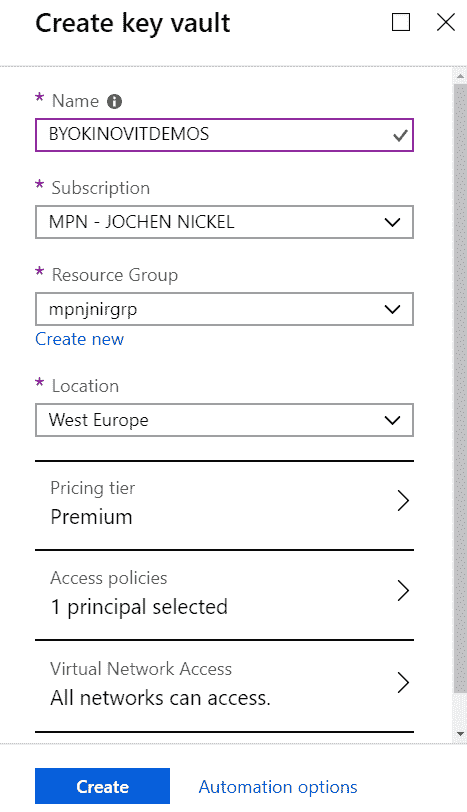 Create key vault
* Name
BYOKINOVITDEMOS
* Subscription
MPN - JOCHEN NICKEL
* Resource Group
mpnjnirgrp
Create new
* Location
West Europe
Pricing tier
Premium
Access policies
1 principal selected
Virtual Network Access
All networks can access.
Create
Automation options